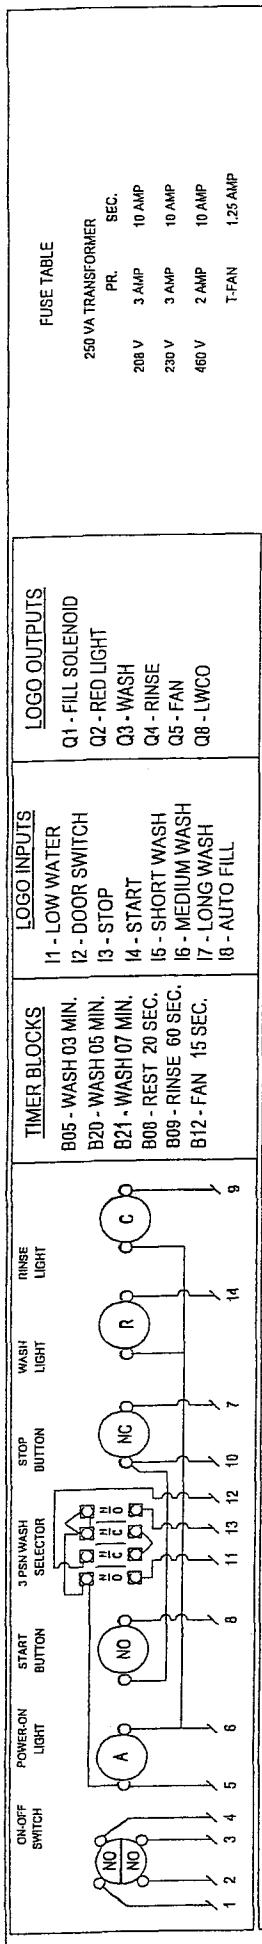 ON-OFF
SWITCH
POWER-ON
LIGHT
START
BUTTON
3 PSN WASH
SELECTOR
STOP
BUTTON
WASH
LIGHT
RINSE
LIGHT
NO
NO
A
NO
N
O
N
C
N
C
N
O
NC
R
C
1
2
3
4
5
6
8
11
13
12
10
7
14
9
TIMER BLOCKS
B05 - WASH 03 MIN.
B20 - WASH 05 MIN.
B21 - WASH 07 MIN.
B08 - REST 20 SEC.
B09 - RINSE 60 SEC.
B12 - FAN 15 SEC.
LOGO INPUTS
I1 - LOW WATER
I2 - DOOR SWITCH
I3 - STOP
I4 - START
I5 - SHORT WASH
I6 - MEDIUM WASH
I7 - LONG WASH
I8 - AUTO FILL
LOGO OUTPUTS
Q1 - FILL SOLENOID
Q2 - RED LIGHT
Q3 - WASH
Q4 - RINSE
Q5 - FAN
Q8 - LWCO
FUSE TABLE
250 VA TRANSFORMER
PR. SEC.
208 V 3 AMP 10 AMP
230 V 3 AMP 10 AMP
460 V 2 AMP 10 AMP
T-FAN 1.25 AMP